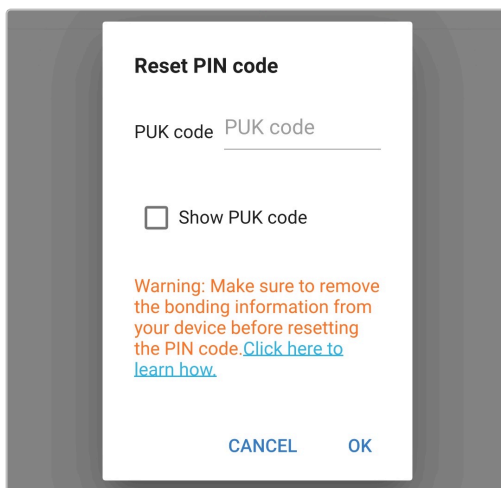 Reset PIN code
PUK code PUK code
Show PUK code
Warning: Make sure to remove
the bonding information from
your device before resetting
the PIN code.Click here to
learn how.
CANCEL OK